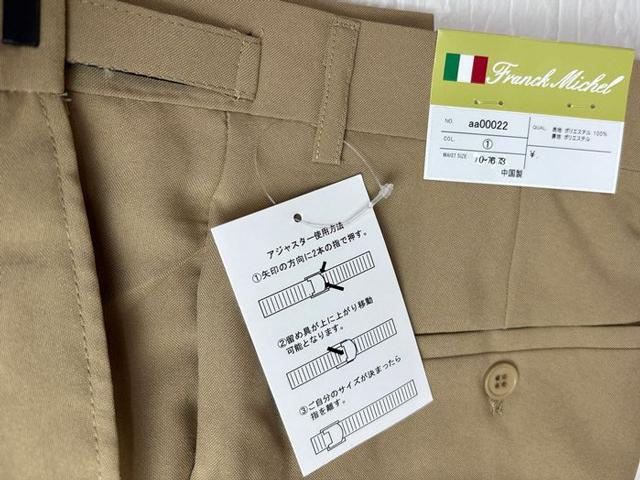 Franck Michel
NO. aa00022
QUAL. 表地 ポリエステル 100%
裏地 ポリエステル
COL. ①
WAIST SIZE
¥
中国製
アジャスター使用方法
①矢印の方向に2本の指で押す。
②留め具が上に上がり移動
可能となります。
③ご自分のサイズが決まったら
指を離す。